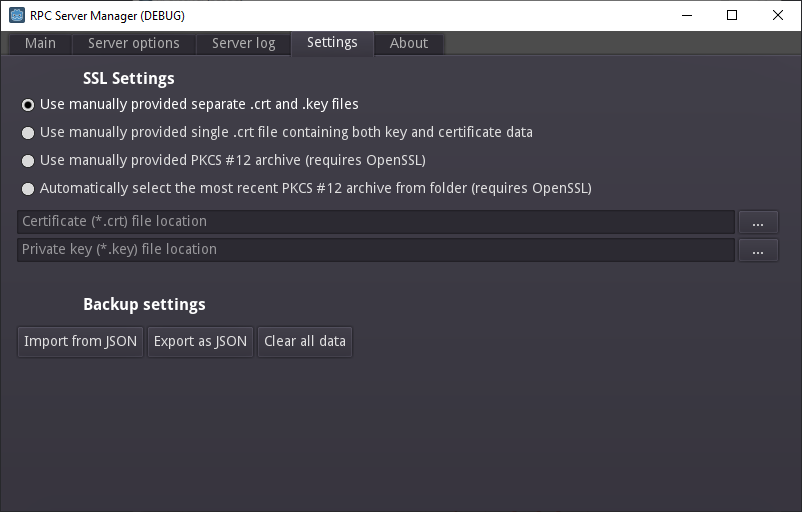 RPC Server Manager (DEBUG)
Main Server options Server log Settings About
SSL Settings
Use manually provided separate .crt and .key files
Use manually provided single .crt file containing both key and certificate data
Use manually provided PKCS #12 archive (requires OpenSSL)
Automatically select the most recent PKCS #12 archive from folder (requires OpenSSL)
Certificate (*.crt) file location ...
Private key (*.key) file location ...
Backup settings
Import from JSON Export as JSON Clear all data